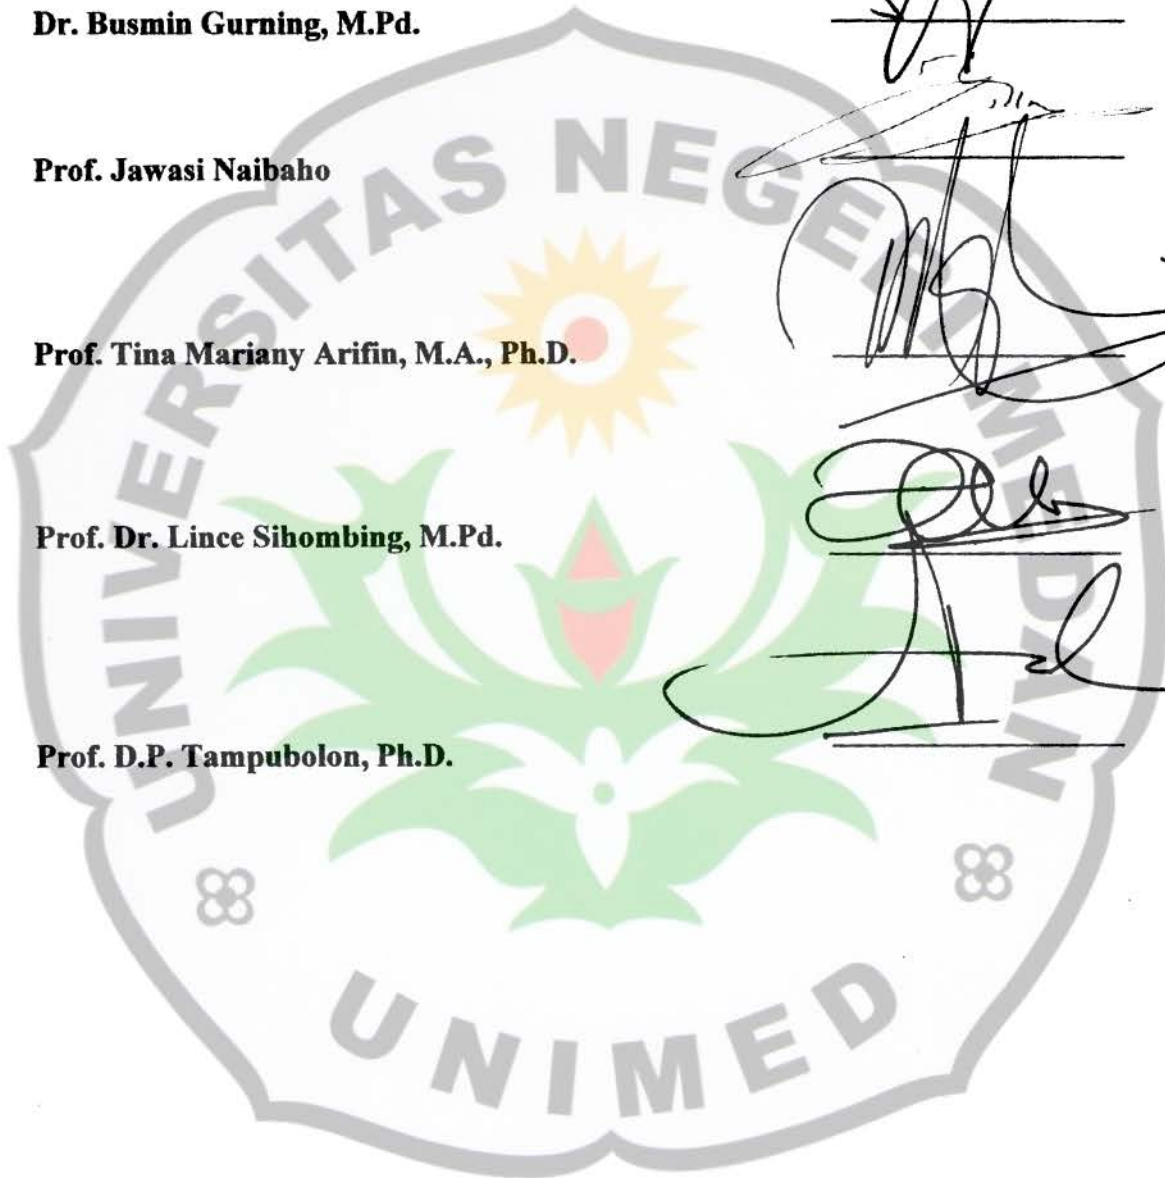 Dr. Busmin Gurning, M.Pd.
Prof. Jawasi Naibaho
Prof. Tina Mariany Arifin, M.A., Ph.D.
Prof. Dr. Lince Sihombing, M.Pd.
Prof. D.P. Tampubolon, Ph.D.
UNIVERSITAS NEGERI MEDAN
UNIMED